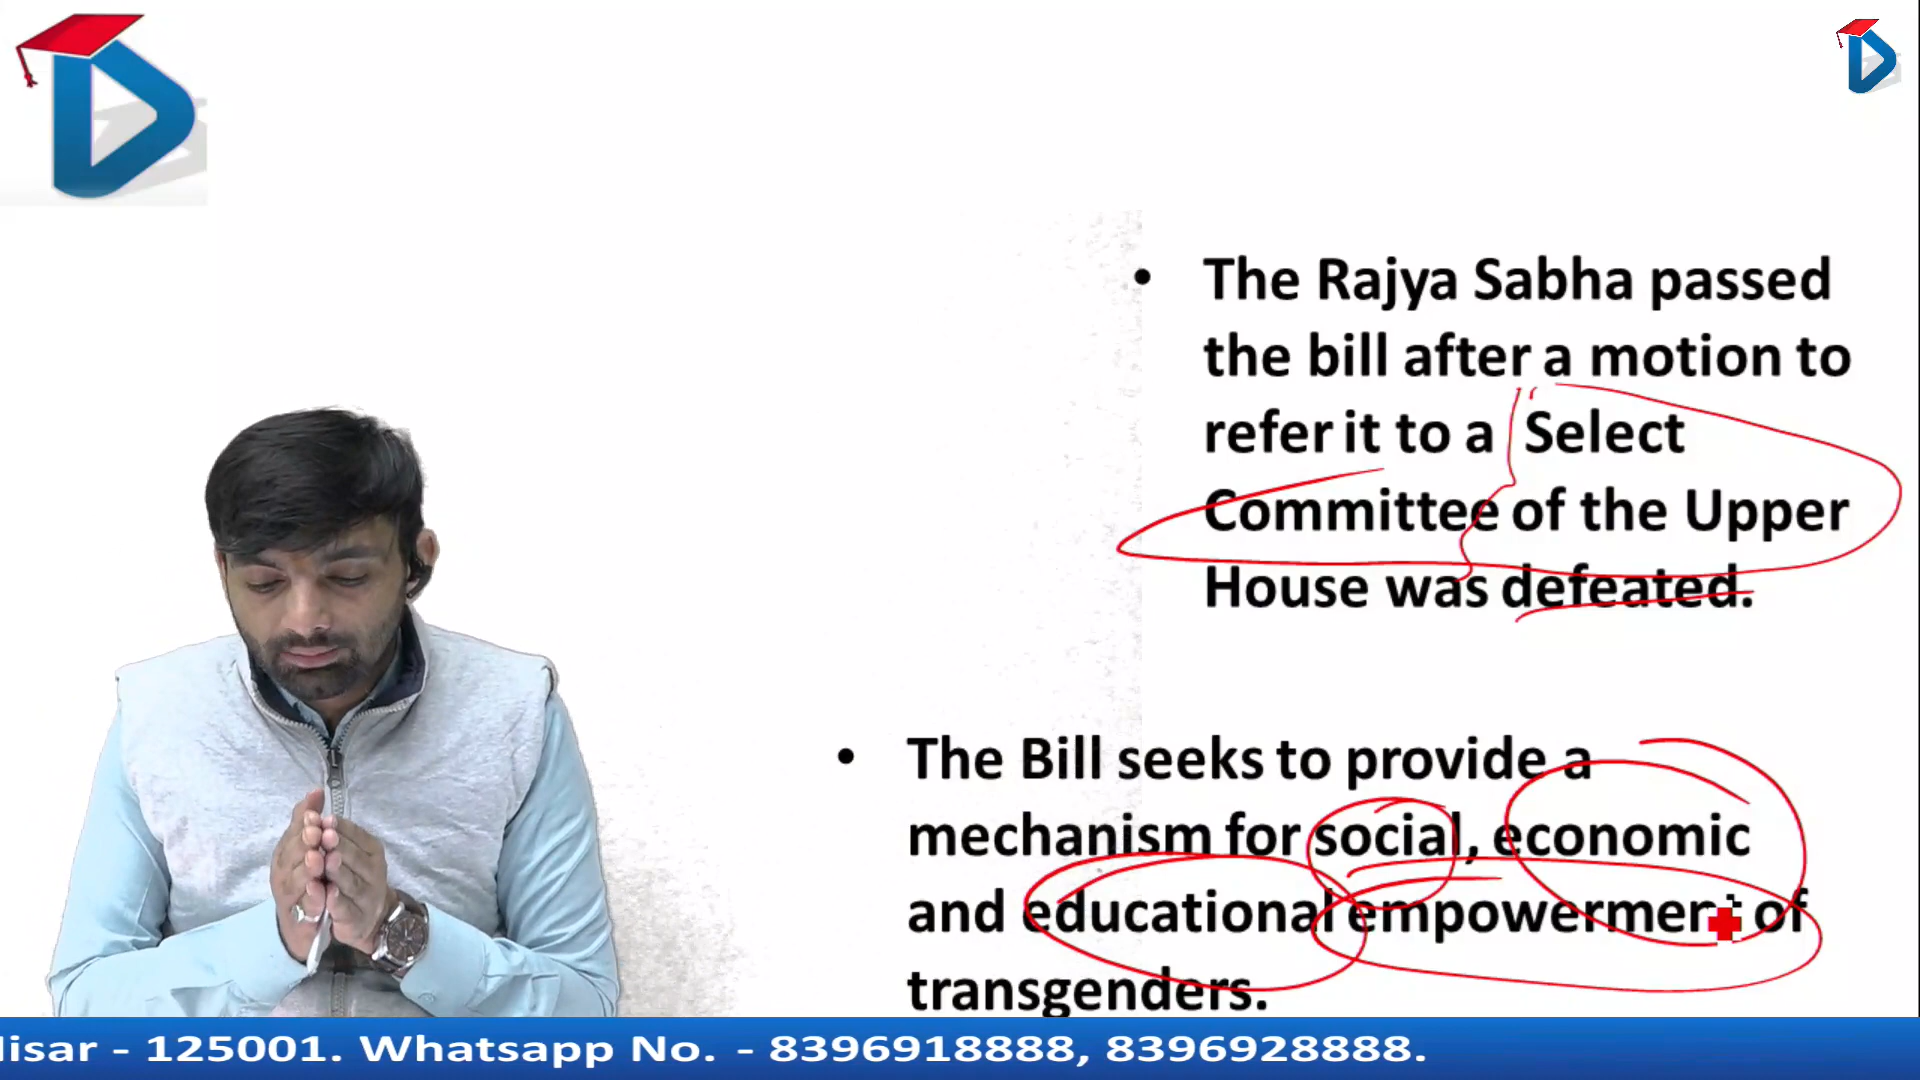 • The Rajya Sabha passed
the bill after a motion to
refer it to a Select
Committee of the Upper
House was defeated.
• The Bill seeks to provide a
mechanism for social, economic
and educational empowerment of
transgenders.
isar - 125001. Whatsapp No. - 8396918888, 8396928888.